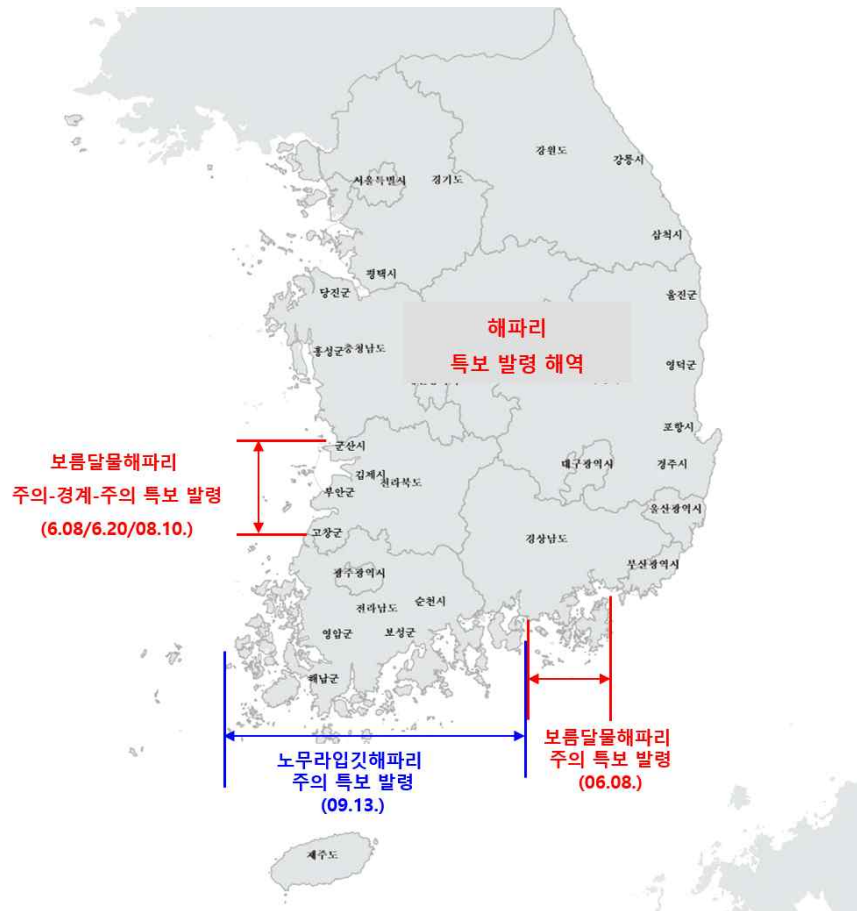 강원도
강릉시
서울특별시
경기도
삼척시
평택시
당진군
울진군
해파리
특보 발령 해역
홍성군
충청남도
영덕군
포항시
군산시
보름달물해파리
주의-경계-주의 특보 발령
(6.08/6.20/08.10.)
김제시
전라북도
부안군
대구광역시
경주시
울산광역시
고창군
경상남도
부산광역시
광주광역시
순천시
전라남도
영암군
보성군
해남군
노무라입깃해파리
주의 특보 발령
(09.13.)
보름달물해파리
주의 특보 발령
(06.08.)
제주도